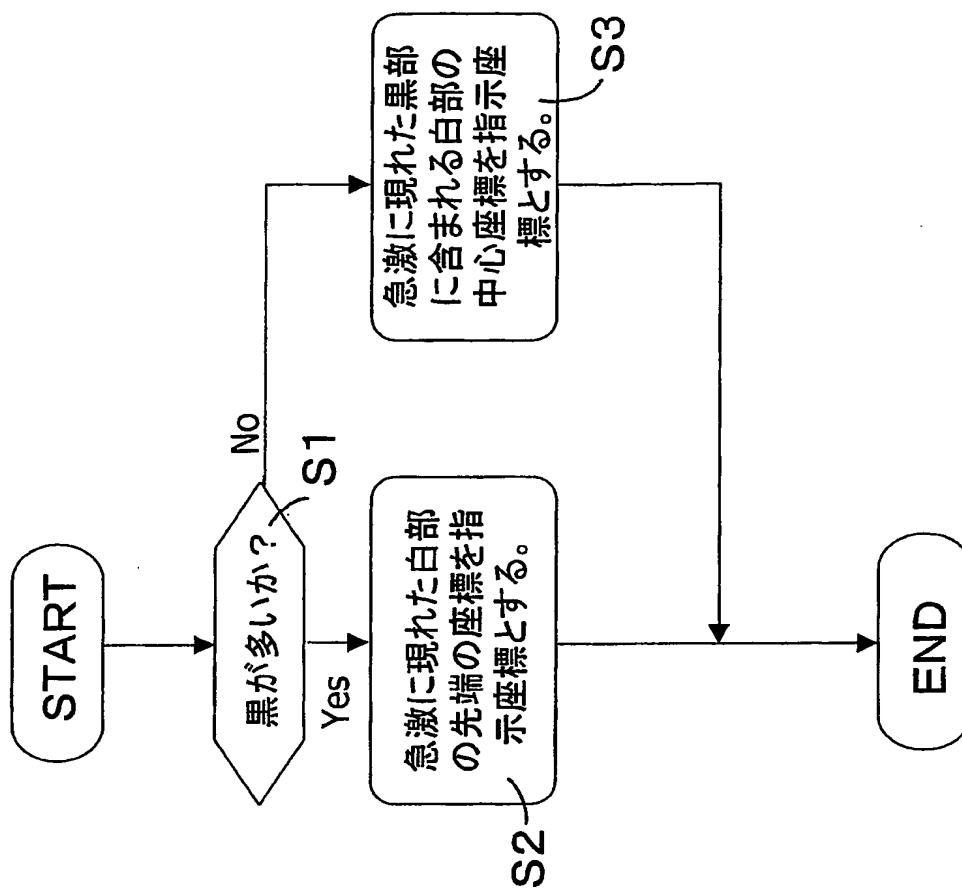 START
黒が多いか？
S1
No
Yes
急激に現れた白部
の先端の座標を指
示座標とする。
S2
急激に現れた黒部
に含まれる白部の
中心座標を指示座
標とする。
S3
END